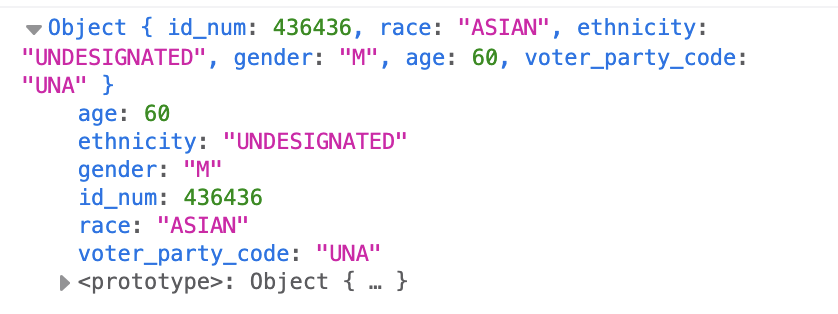 Object { id_num: 436436, race: "ASIAN", ethnicity:
"UNDESIGNATED", gender: "M", age: 60, voter_party_code:
"UNA" }
age: 60
ethnicity: "UNDESIGNATED"
gender: "M"
id_num: 436436
race: "ASIAN"
voter_party_code: "UNA"
<prototype>: Object { … }